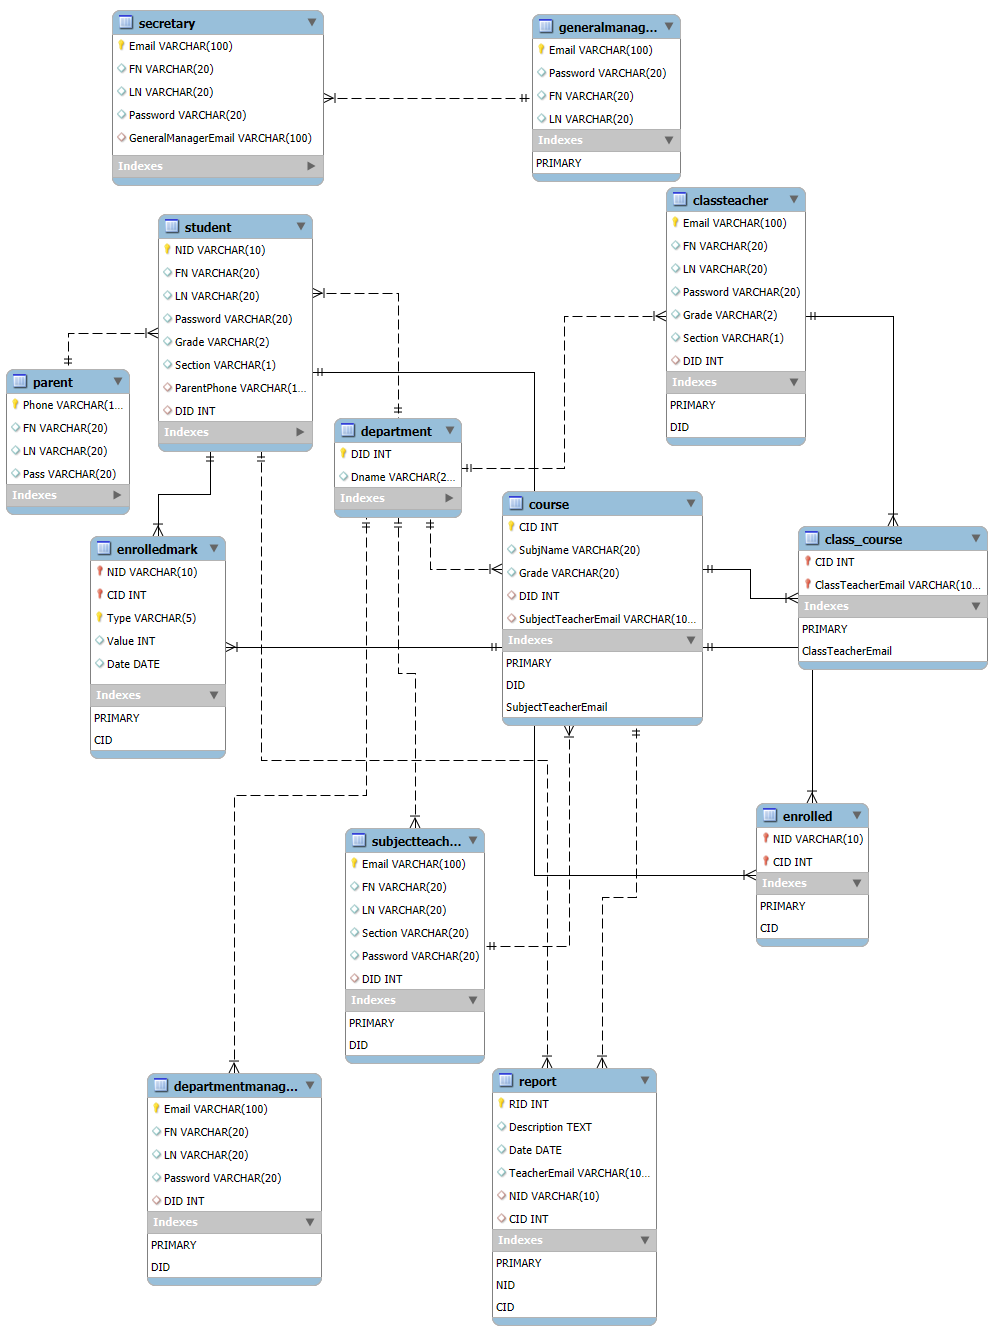 secretary
Email VARCHAR(100)
FN VARCHAR(20)
LN VARCHAR(20)
Password VARCHAR(20)
GeneralManagerEmail VARCHAR(100)
Indexes
generalmanag...
Email VARCHAR(100)
Password VARCHAR(20)
FN VARCHAR(20)
LN VARCHAR(20)
Indexes
PRIMARY
classteacher
Email VARCHAR(100)
FN VARCHAR(20)
LN VARCHAR(20)
Password VARCHAR(20)
Grade VARCHAR(2)
Section VARCHAR(1)
DID INT
Indexes
PRIMARY
DID
student
NID VARCHAR(10)
FN VARCHAR(20)
LN VARCHAR(20)
Password VARCHAR(20)
Grade VARCHAR(2)
Section VARCHAR(1)
ParentPhone VARCHAR(1...
DID INT
Indexes
parent
Phone VARCHAR(1...
FN VARCHAR(20)
LN VARCHAR(20)
Pass VARCHAR(20)
Indexes
department
DID INT
Dname VARCHAR(2...
Indexes
course
CID INT
SubjName VARCHAR(20)
Grade VARCHAR(20)
DID INT
SubjectTeacherEmail VARCHAR(10...
Indexes
PRIMARY
DID
SubjectTeacherEmail
class_course
CID INT
ClassTeacherEmail VARCHAR(10...
Indexes
PRIMARY
ClassTeacherEmail
enrolledmark
NID VARCHAR(10)
CID INT
Type VARCHAR(5)
Value INT
Date DATE
Indexes
PRIMARY
CID
enrolled
NID VARCHAR(10)
CID INT
Indexes
PRIMARY
CID
subjectteach...
Email VARCHAR(100)
FN VARCHAR(20)
LN VARCHAR(20)
Section VARCHAR(20)
Password VARCHAR(20)
DID INT
Indexes
PRIMARY
DID
departmentmanag...
Email VARCHAR(100)
FN VARCHAR(20)
LN VARCHAR(20)
Password VARCHAR(20)
DID INT
Indexes
PRIMARY
DID
report
RID INT
Description TEXT
Date DATE
TeacherEmail VARCHAR(10...
NID VARCHAR(10)
CID INT
Indexes
PRIMARY
NID
CID